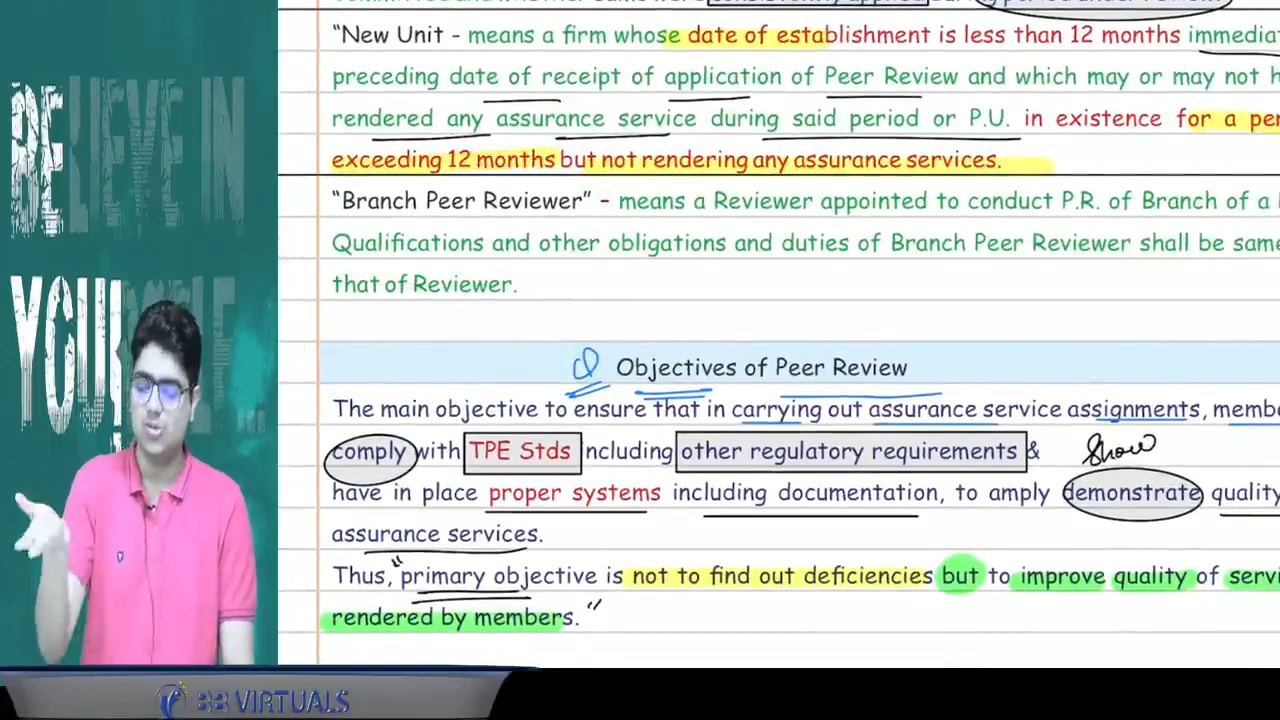 BELIEVE IN
YOURSELF ...
"New Unit - means a firm whose date of establishment is less than 12 months immediat
preceding date of receipt of application of Peer Review and which may or may not h
rendered any assurance service during said period or P.U. in existence for a per
exceeding 12 months but not rendering any assurance services.
"Branch Peer Reviewer" - means a Reviewer appointed to conduct P.R. of Branch of a
Qualifications and other obligations and duties of Branch Peer Reviewer shall be same
that of Reviewer.
Objectives of Peer Review
The main objective to ensure that in carrying out assurance service assignments, memb
comply with TPE Stds including other regulatory requirements &
Show
have in place proper systems including documentation, to amply demonstrate quality
assurance services.
Thus, "primary objective is not to find out deficiencies but to improve quality of servi
rendered by members."
BB VIRTUALS